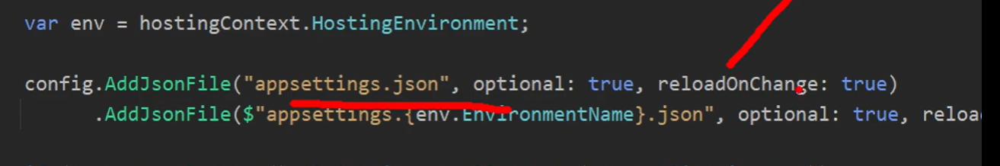 var env = hostingContext.HostingEnvironment;
config.AddJsonFile("appsettings.json", optional: true, reloadOnChange: true)
.AddJsonFile($"appsettings.{env.EnvironmentName}.json", optional: true, reloa